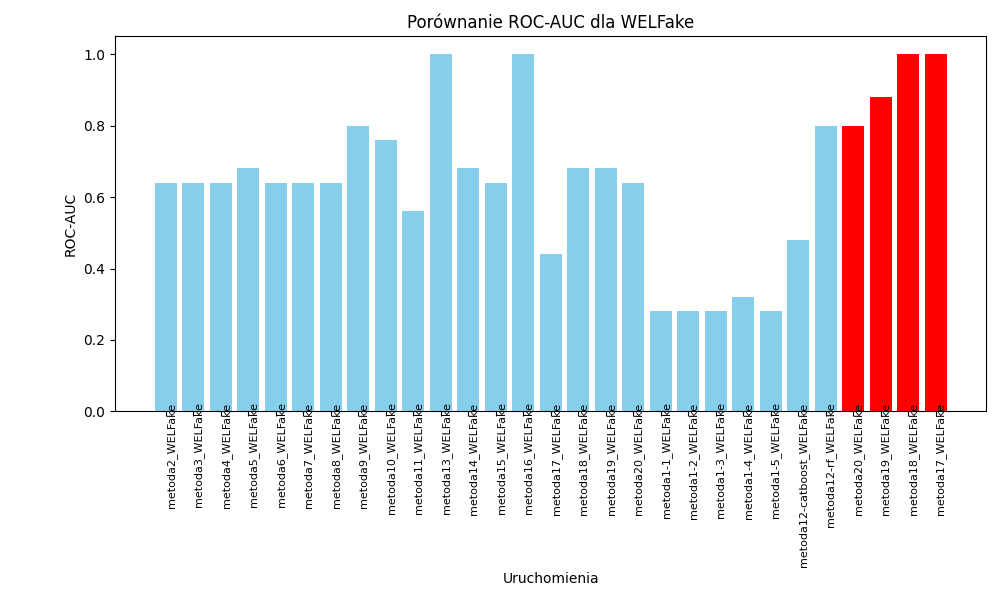 Porównanie ROC-AUC dla WELFake
ROC-AUC
1.0
0.8
0.6
0.4
0.2
0.0
metoda2_WELFake
metoda3_WELFake
metoda4_WELFake
metoda5_WELFake
metoda6_WELFake
metoda7_WELFake
metoda8_WELFake
metoda9_WELFake
metoda10_WELFake
metoda11_WELFake
metoda13_WELFake
metoda14_WELFake
metoda15_WELFake
metoda16_WELFake
metoda17_WELFake
metoda18_WELFake
metoda19_WELFake
metoda20_WELFake
metoda1-1_WELFake
metoda1-2_WELFake
metoda1-3_WELFake
metoda1-4_WELFake
metoda1-5_WELFake
metoda12-catboost_WELFake
metoda12-rf_WELFake
metoda20_WELFake
metoda19_WELFake
metoda18_WELFake
metoda17_WELFake
Uruchomienia